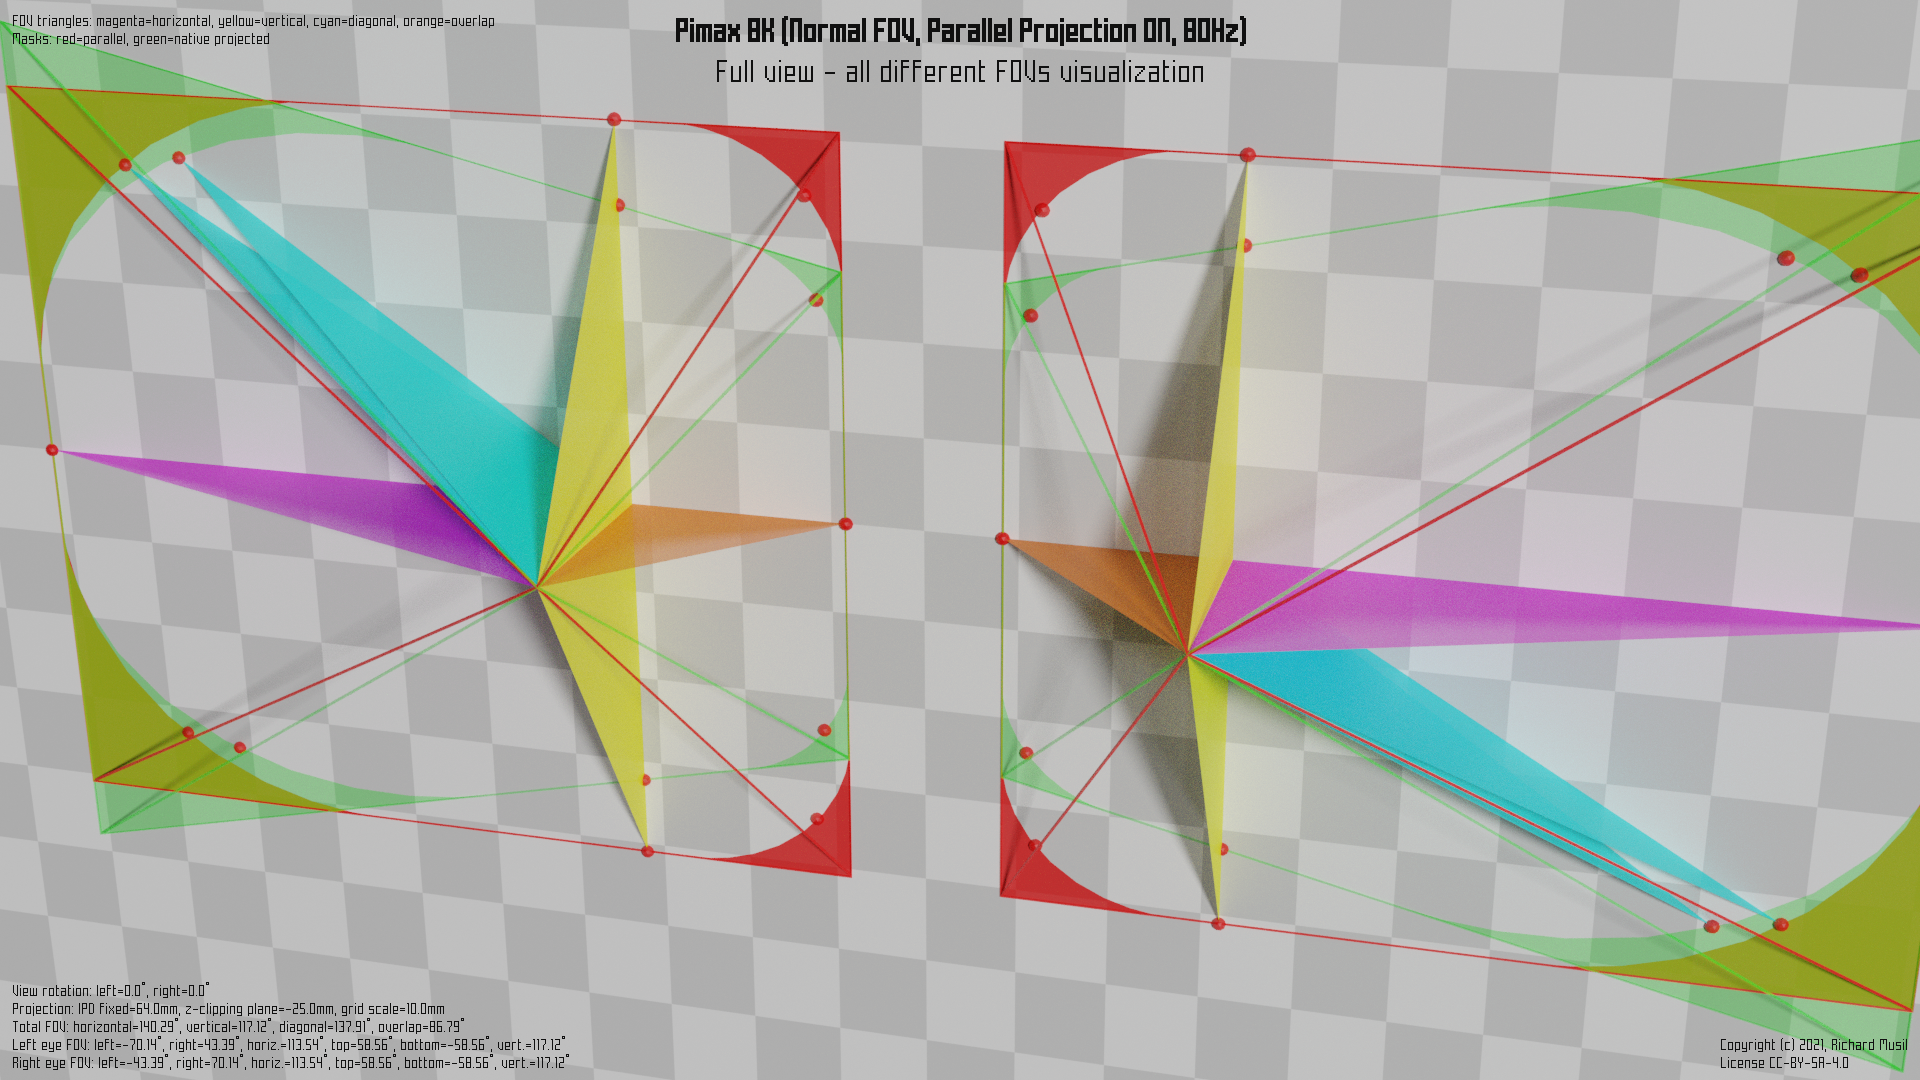 FOV triangles: magenta=horizontal, yellow=vertical, cyan=diagonal, orange=overlap
Masks: red=parallel, green=native projected
Pimax 8K (Normal FOV, Parallel Projection ON, 80Hz)
Full view - all different FOVs visualization
View rotation: left=0.0°, right=0.0°
Projection: IPD fixed=64.0mm, z-clipping plane=-25.0mm, grid scale=10.0mm
Total FOV: horizontal=140.29°, vertical=117.12°, diagonal=137.91°, overlap=86.79°
Left eye FOV: left=-70.14°, right=43.39°, horiz.=113.54°, top=58.56°, bottom=-58.56°, vert.=117.12°
Right eye FOV: left=-43.39°, right=70.14°, horiz.=113.54°, top=58.56°, bottom=-58.56°, vert.=117.12°
Copyright (c) 2021, Richard Musil
License CC-BY-SA-4.0